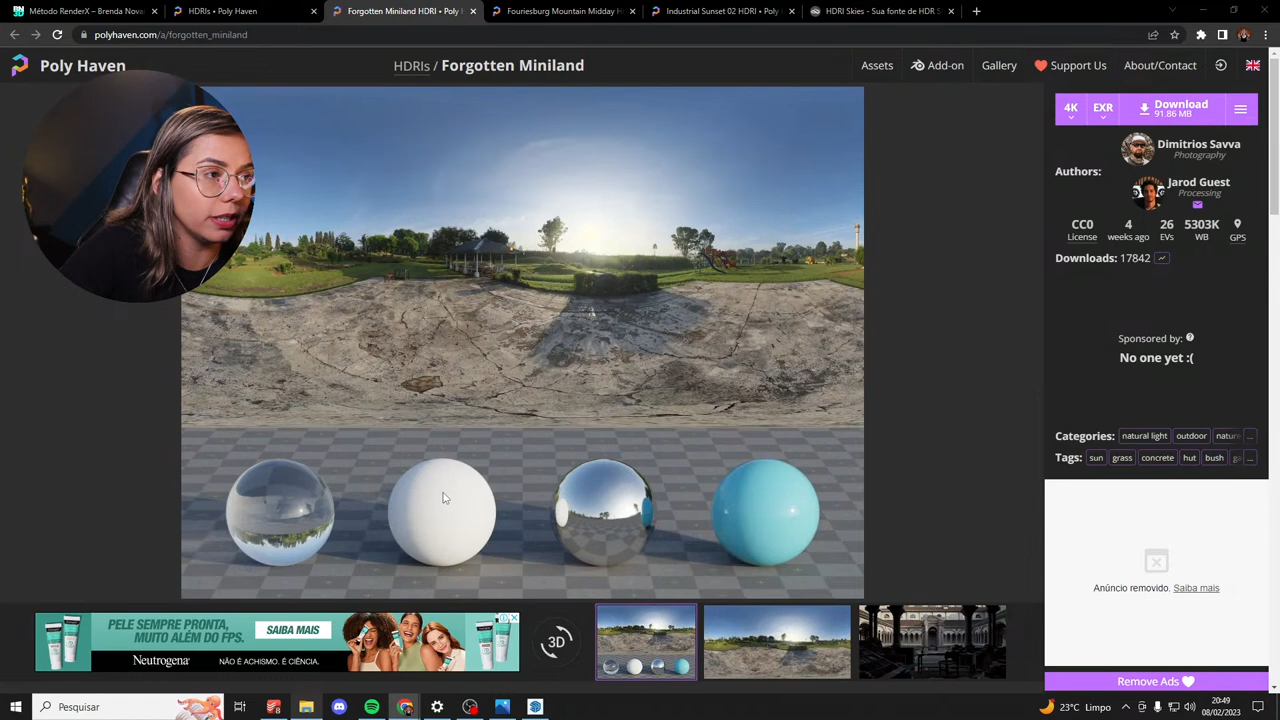 Método RenderX – Brenda Nova
HDRIs • Poly Haven
Forgotten Miniland HDRI • Poly H
Fouriesburg Mountain Midday H
Industrial Sunset 02 HDRI • Poly
HDRI Skies - Sua fonte de HDR S
polyhaven.com/a/forgotten_miniland
Poly Haven
HDRIs / Forgotten Miniland
Assets
Add-on
Gallery
Support Us
About/Contact
4K
EXR
Download
91.86 MB
Authors:
Dimitrios Savva
Photography
Jarod Guest
Processing
CC0
License
4
weeks ago
26
EVs
5303K
WB
GPS
Downloads: 17842
Sponsored by:
No one yet :(
Categories: natural light outdoor nature ...
Tags: sun grass concrete hut bush ga ...
Anúncio removido. Saiba mais
PELE SEMPRE PROTEGIDA,
MUITO ALÉM DO FPS.
SAIBA MAIS
Neutrogena®
NÃO É ACHISMO. É CIÊNCIA.
3D
Remove Ads
Pesquisar
23°C Limpo
20:49
08/02/2023